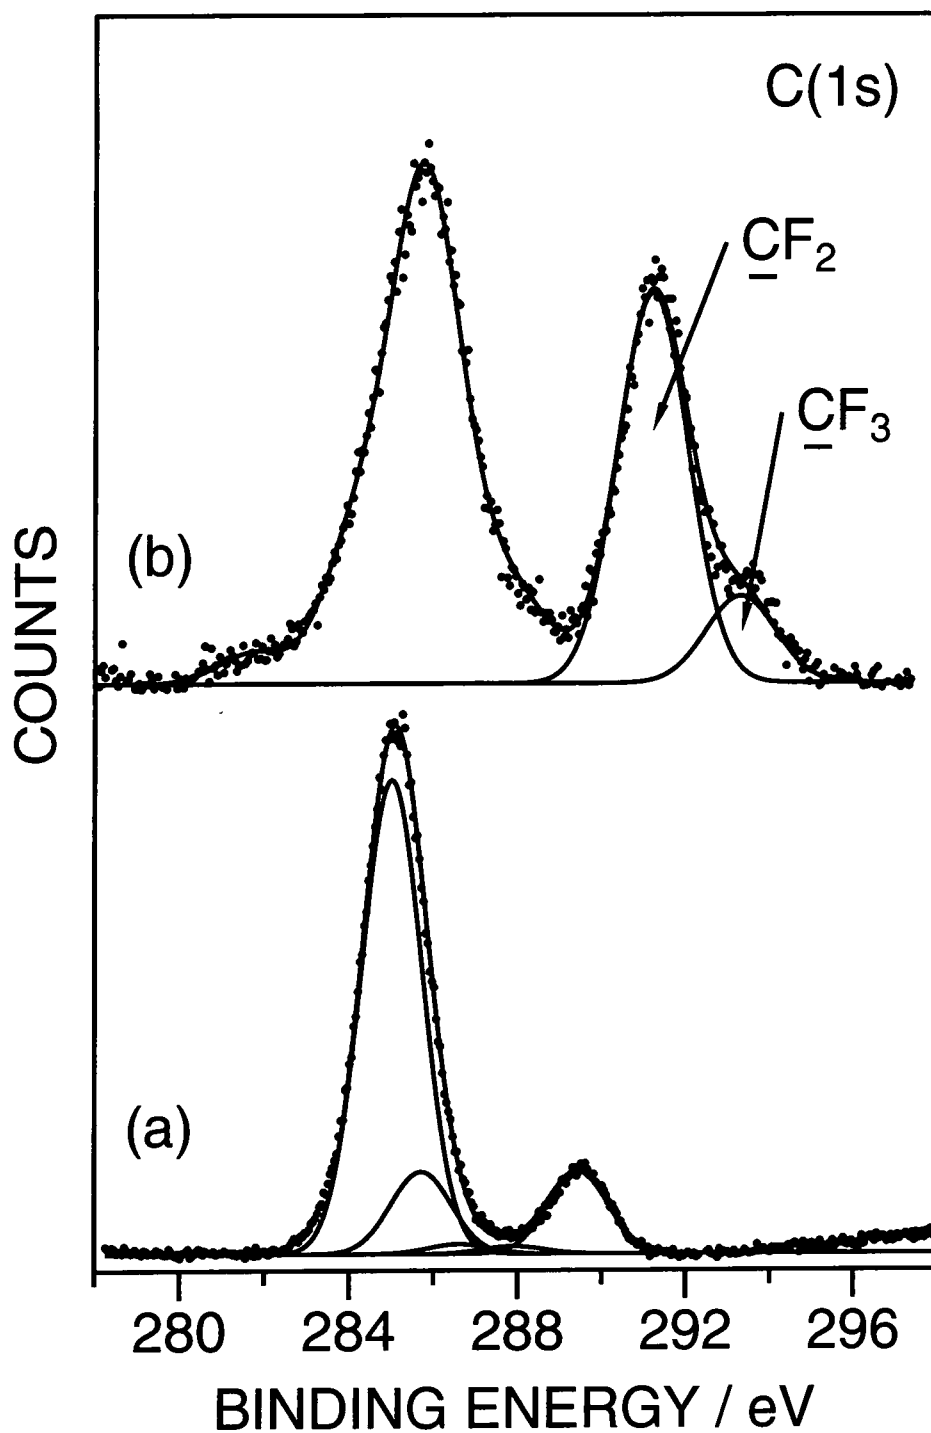 C(1s)
CF₂
CF₃
(b)
COUNTS
(a)
280 284 288 292 296
BINDING ENERGY / eV